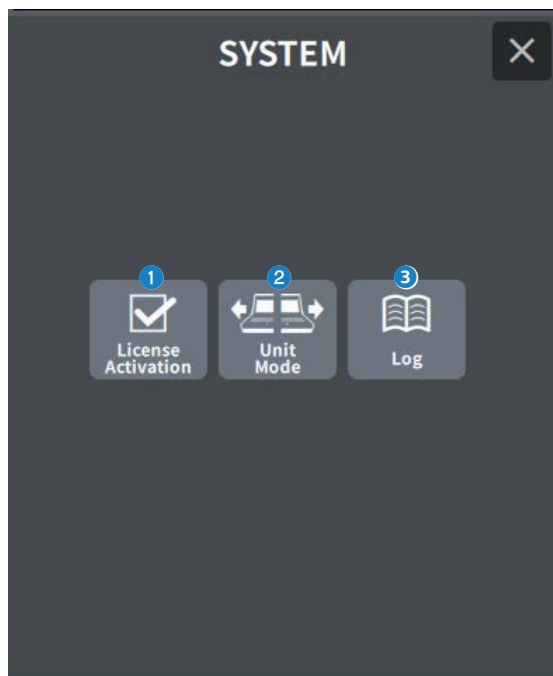 SYSTEM
1
2
3
License
Activation
Unit
Mode
Log